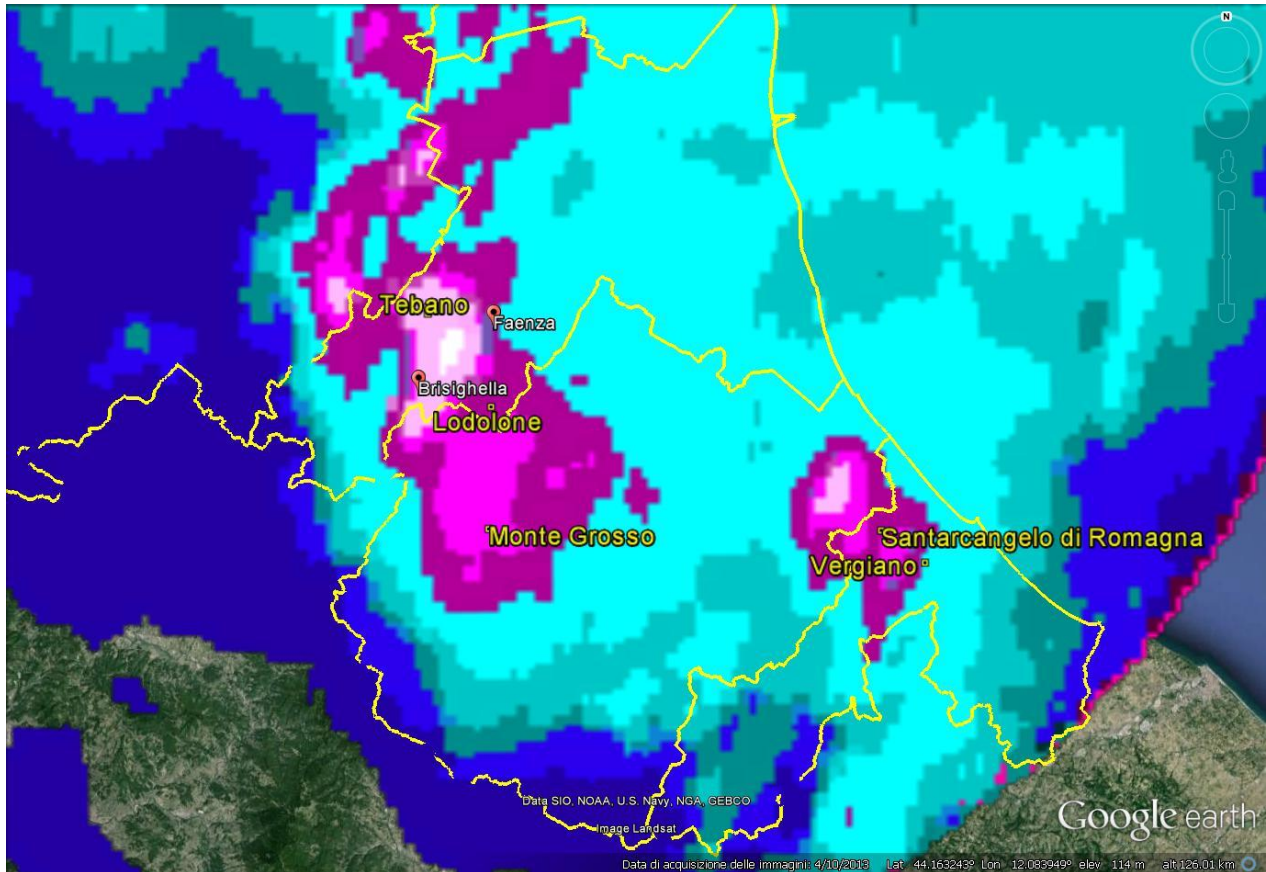 N
Tebano
Faenza
Brisighella
Lodolone
Monte Grosso
Santarcangelo di Romagna
Vergiano
Data SIO, NOAA, U.S. Navy, NGA, GEBCO
Image Landsat
Google earth
Data di acquisizione delle immagini: 4/10/2013 Lat 44.163243° Lon 12.083949° elev 114 m alt 126.01 km